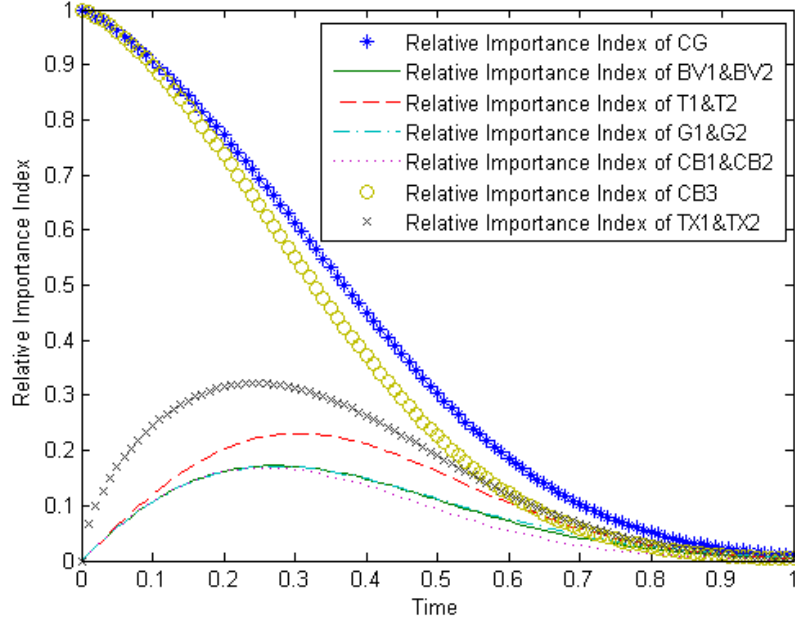 1
0.9
0.8
0.7
0.6
0.5
0.4
0.3
0.2
0.1
0
Relative Importance Index
Relative Importance Index of CG
Relative Importance Index of BV1&BV2
Relative Importance Index of T1&T2
Relative Importance Index of G1&G2
Relative Importance Index of CB1&CB2
Relative Importance Index of CB3
Relative Importance Index of TX1&TX2
0 0.1 0.2 0.3 0.4 0.5 0.6 0.7 0.8 0.9 1
Time